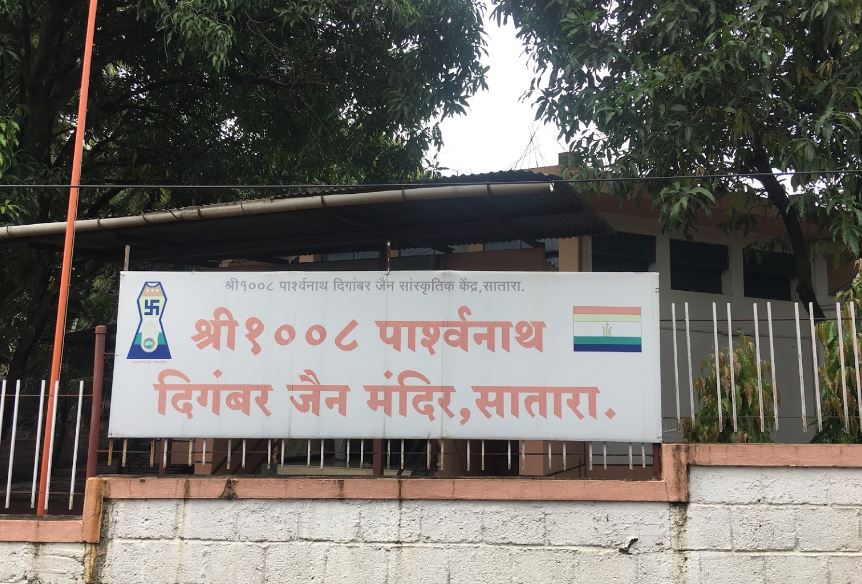 श्री१००८ पार्श्वनाथ दिगांबर जैन सांस्कृतिक केंद्र,सातारा.
श्री१००८ पार्श्वनाथ
दिगंबर जैन मंदिर,सातारा.